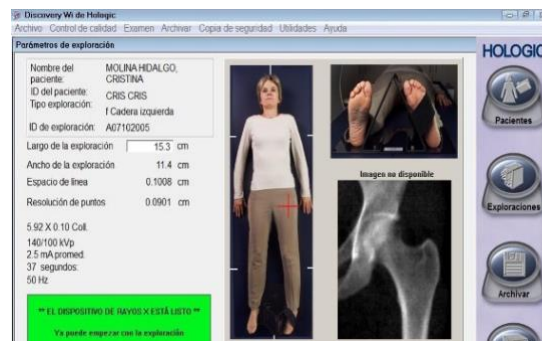 Discovery Wi de Hologic
Archivo Control de calidad Examen Archivar Copia de seguridad Utilidades Ayuda
Parámetros de exploración
Nombre del paciente: MOLINA HIDALGO, CRISTINA
ID del paciente: CRIS CRIS
Tipo exploración: f Cadera izquierda
ID de exploración: A07102005
Largo de la exploración 15.3 cm
Ancho de la exploración 11.4 cm
Espacio de línea 0.1008 cm
Resolución de puntos 0.0901 cm
5.92 X 0.10 Coll.
140/100 kVp
2.5 mA promed.
37 segundos:
50 Hz
** EL DISPOSITIVO DE RAYOS X ESTÁ LISTO **
Ya puede empezar con la exploración
Imagen no disponible
HOLOGIC
Pacientes
Exploraciones
Archivar